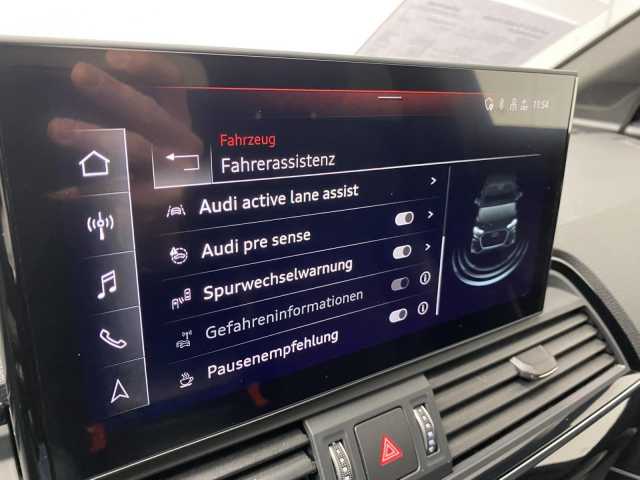 11:54
Fahrzeug
Fahrerassistenz
Audi active lane assist
Audi pre sense
Spurwechselwarnung
Gefahreninformationen
Pausenempfehlung